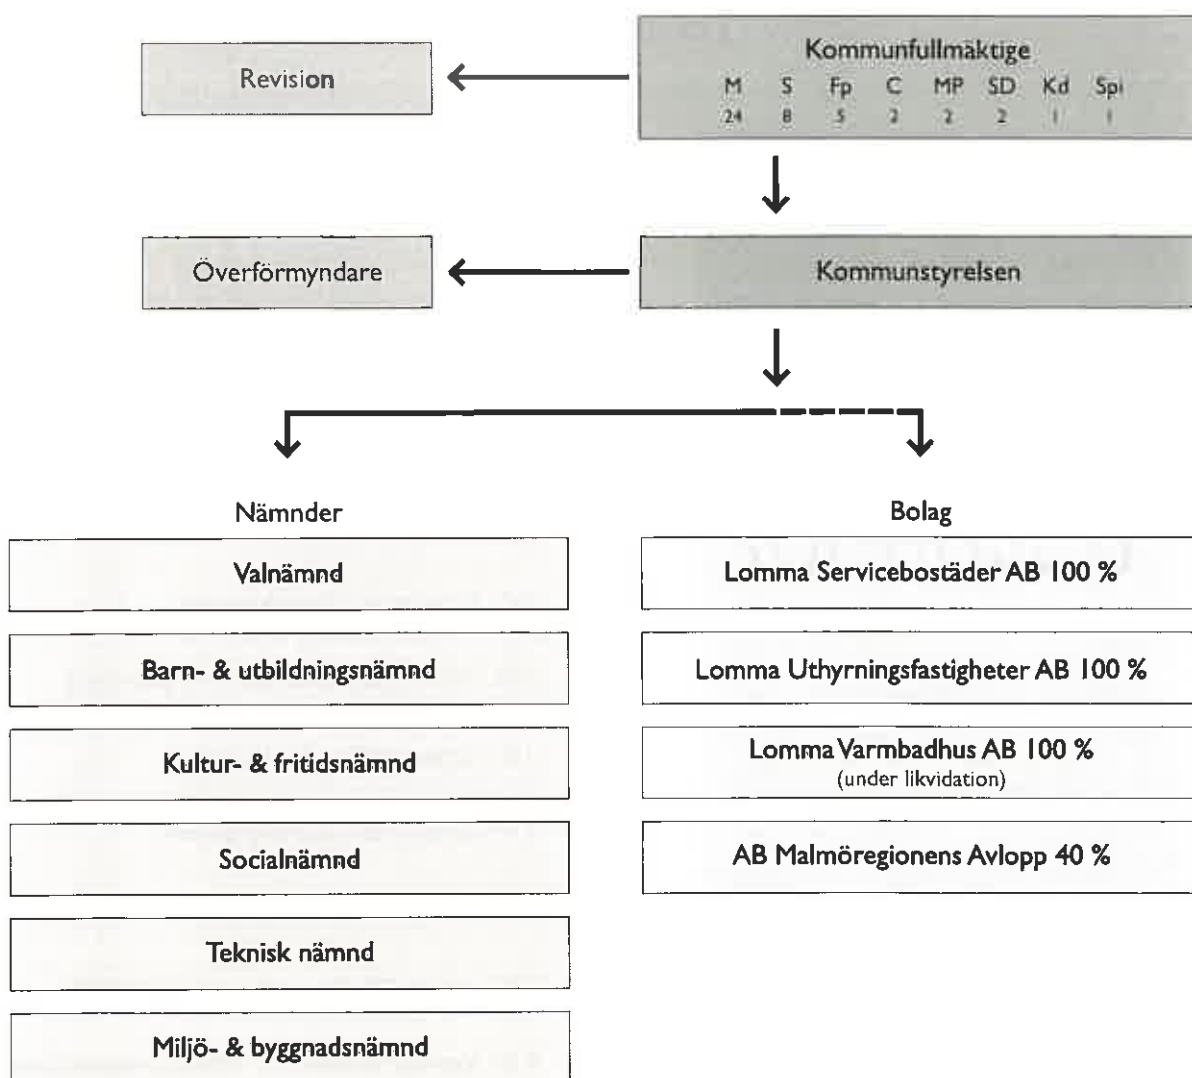 Revision
Kommunfullmäktige
M S Fp C MP SD Kd Spi
24 8 5 2 2 2 1 1
Överförmyndare
Kommunstyrelsen
Nämnder
Valnämnd
Barn- & utbildningsnämnd
Kultur- & fritidsnämnd
Socialnämnd
Teknisk nämnd
Miljö- & byggnadsnämnd
Bolag
Lomma Servicebostäder AB 100 %
Lomma Uthyrningsfastigheter AB 100 %
Lomma Varmbadhus AB 100 %
(under likvidation)
AB Malmöregionens Avlopp 40 %